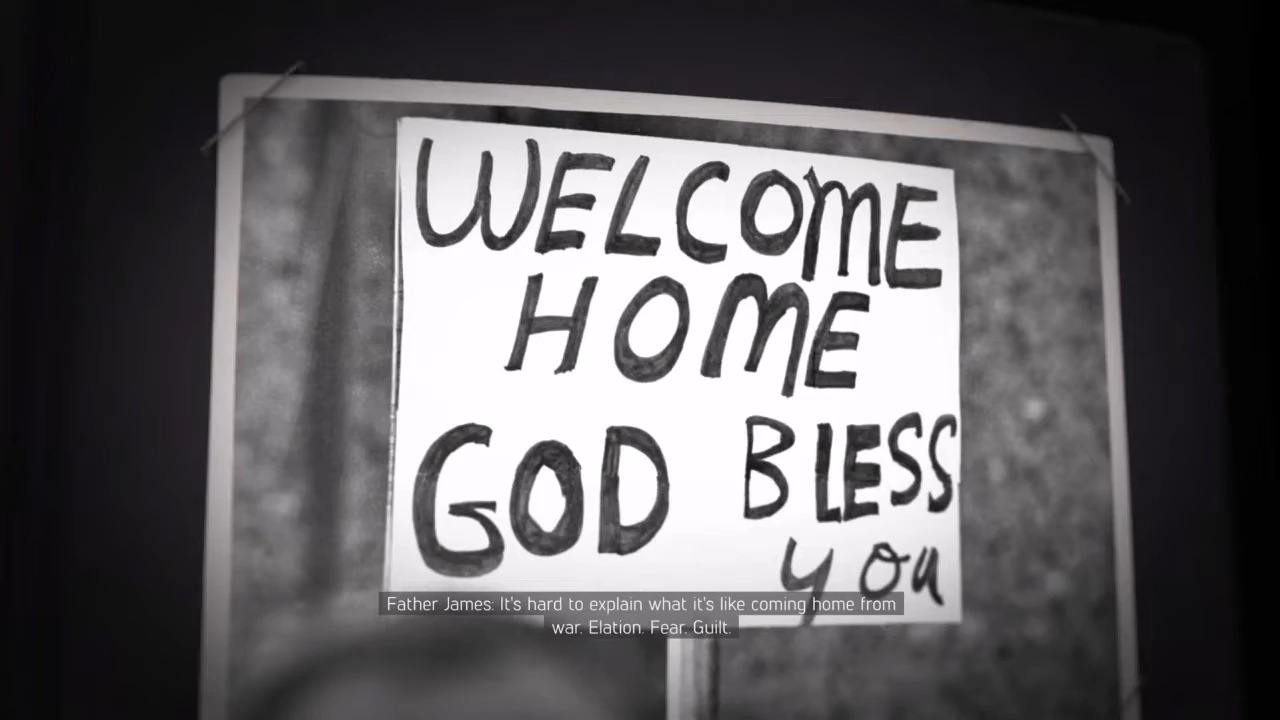 WELCOME
HOME
GOD BLESS
you
Father James: It's hard to explain what it's like coming home from
war. Elation. Fear. Guilt.